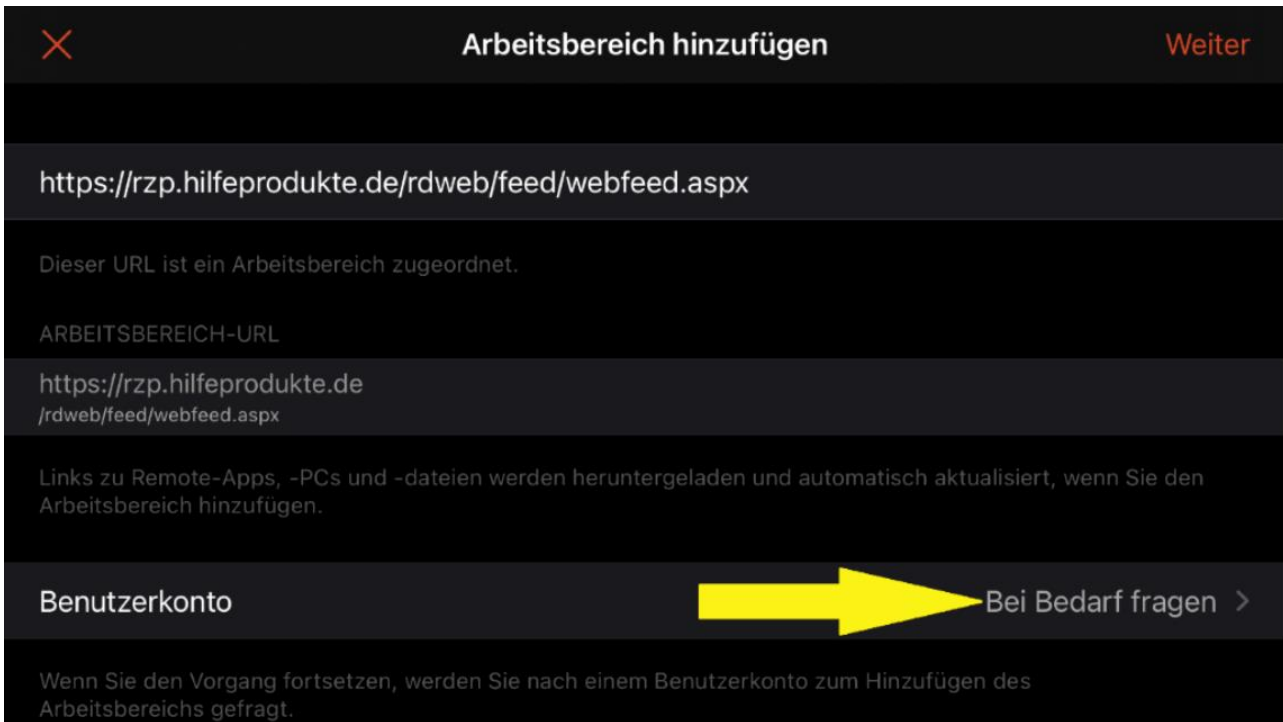 Arbeitsbereich hinzufügen
Weiter
https://rzp.hilfeprodukte.de/rdweb/feed/webfeed.aspx
Dieser URL ist ein Arbeitsbereich zugeordnet.
ARBEITSBEREICH-URL
https://rzp.hilfeprodukte.de
/rdweb/feed/webfeed.aspx
Links zu Remote-Apps, -PCs und -dateien werden heruntergeladen und automatisch aktualisiert, wenn Sie den
Arbeitsbereich hinzufügen.
Benutzerkonto
Bei Bedarf fragen
Wenn Sie den Vorgang fortsetzen, werden Sie nach einem Benutzerkonto zum Hinzufügen des
Arbeitsbereichs gefragt.